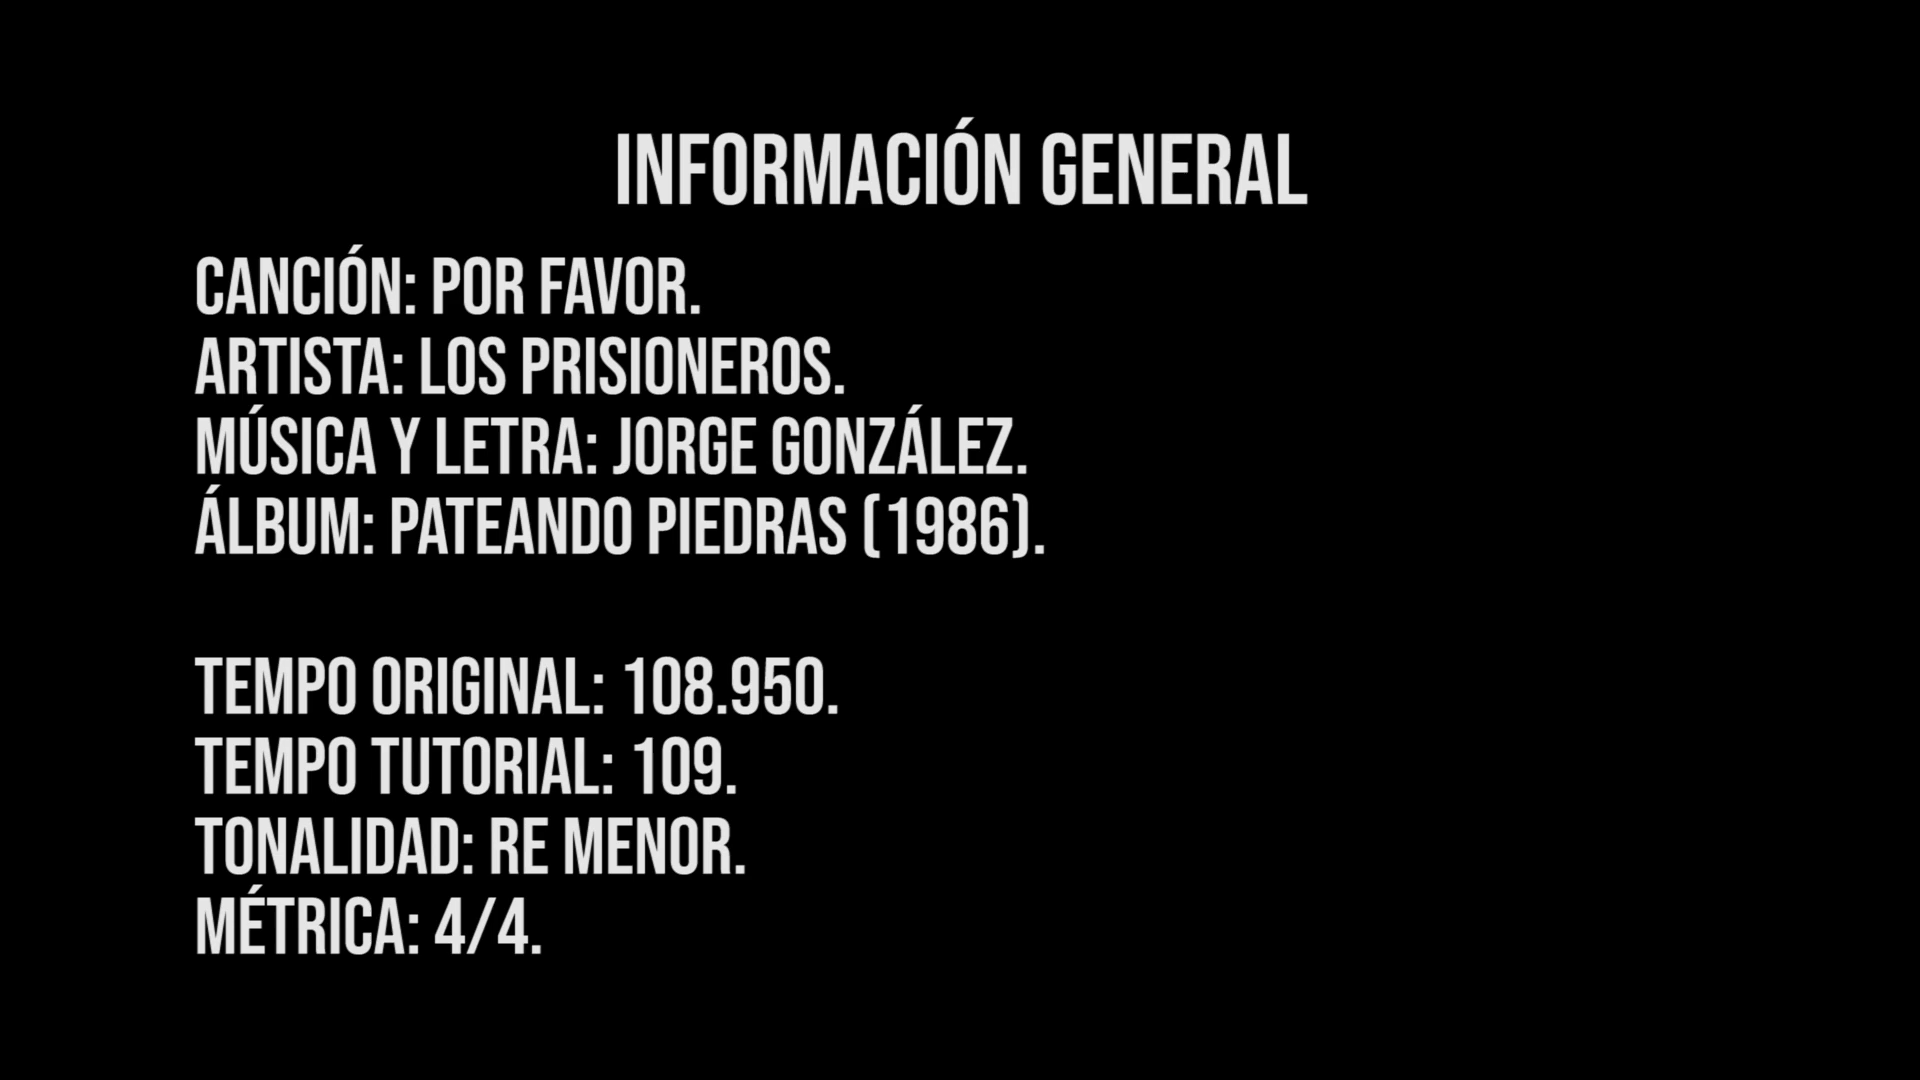 INFORMACIÓN GENERAL
CANCIÓN: POR FAVOR.
ARTISTA: LOS PRISIONEROS.
MÚSICA Y LETRA: JORGE GONZÁLEZ.
ÁLBUM: PATEANDO PIEDRAS (1986).
TEMPO ORIGINAL: 108.950.
TEMPO TUTORIAL: 109.
TONALIDAD: RE MENOR.
MÉTRICA: 4/4.